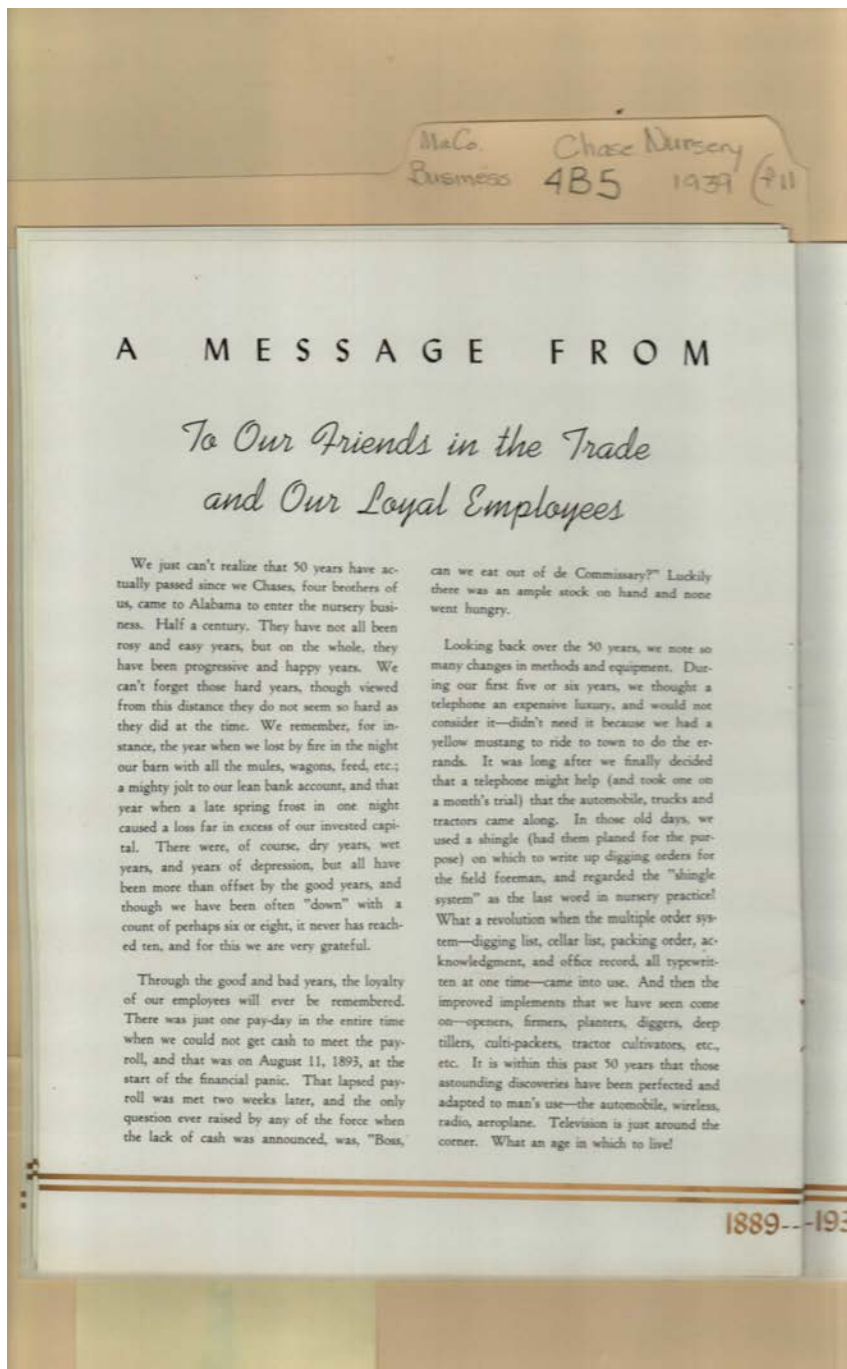 MaCo. Chase Nursery
Business 4B5 1939
A MESSAGE FROM
To Our Friends in the Trade
and Our Loyal Employees
We just can't realize that 50 years have ac-
tually passed since we Chases, four brothers of
us, came to Alabama to enter the nursery busi-
ness. Half a century. They have not all been
rosy and easy years, but on the whole, they
have been progressive and happy years. We
can't forget those hard years, though viewed
from this distance they do not seem so hard as
they did at the time. We remember, for in-
stance, the year when we lost by fire in the night
our barn with all the mules, wagons, feed, etc.;
a mighty jolt to our lean bank account, and that
year when a late spring frost in one night
caused a loss far in excess of our invested capi-
tal. There were, of course, dry years, wet
years, and years of depression, but all have
been more than offset by the good years, and
though we have been often "down" with a
count of perhaps six or eight, it never has reach-
ed ten, and for this we are very grateful.
Through the good and bad years, the loyalty
of our employees will ever be remembered.
There was just one pay-day in the entire time
when we could not get cash to meet the pay-
roll, and that was on August 11, 1893, at the
start of the financial panic. That lapsed pay-
roll was met two weeks later, and the only
question ever raised by any of the force when
the lack of cash was announced, was, "Boss,
can we eat out of de Commissary?" Luckily
there was an ample stock on hand and none
went hungry.
Looking back over the 50 years, we note so
many changes in methods and equipment. Dur-
ing our first five or six years, we thought a
telephone an expensive luxury, and would not
consider it—didn't need it because we had a
yellow mustang to ride to town to do the er-
rands. It was long after we finally decided
that a telephone might help (and took one on
a month's trial) that the automobile, trucks and
tractors came along. In those old days, we
used a shingle (had them planed for the pur-
pose) on which to write up digging orders for
the field foreman, and regarded the "shingle
system" as the last word in nursery practice!
What a revolution when the multiple order sys-
tem—digging list, cellar list, packing order, ac-
knowledgment, and office record, all typewrit-
ten at one time—came into use. And then the
improved implements that we have seen come
on—openers, firmers, planters, diggers, deep
tillers, culti-packers, tractor cultivators, etc.,
etc. It is within this past 50 years that those
astounding discoveries have been perfected and
adapted to man's use—the automobile, wireless,
radio, aeroplane. Television is just around the
corner. What an age in which to live!
1889---193